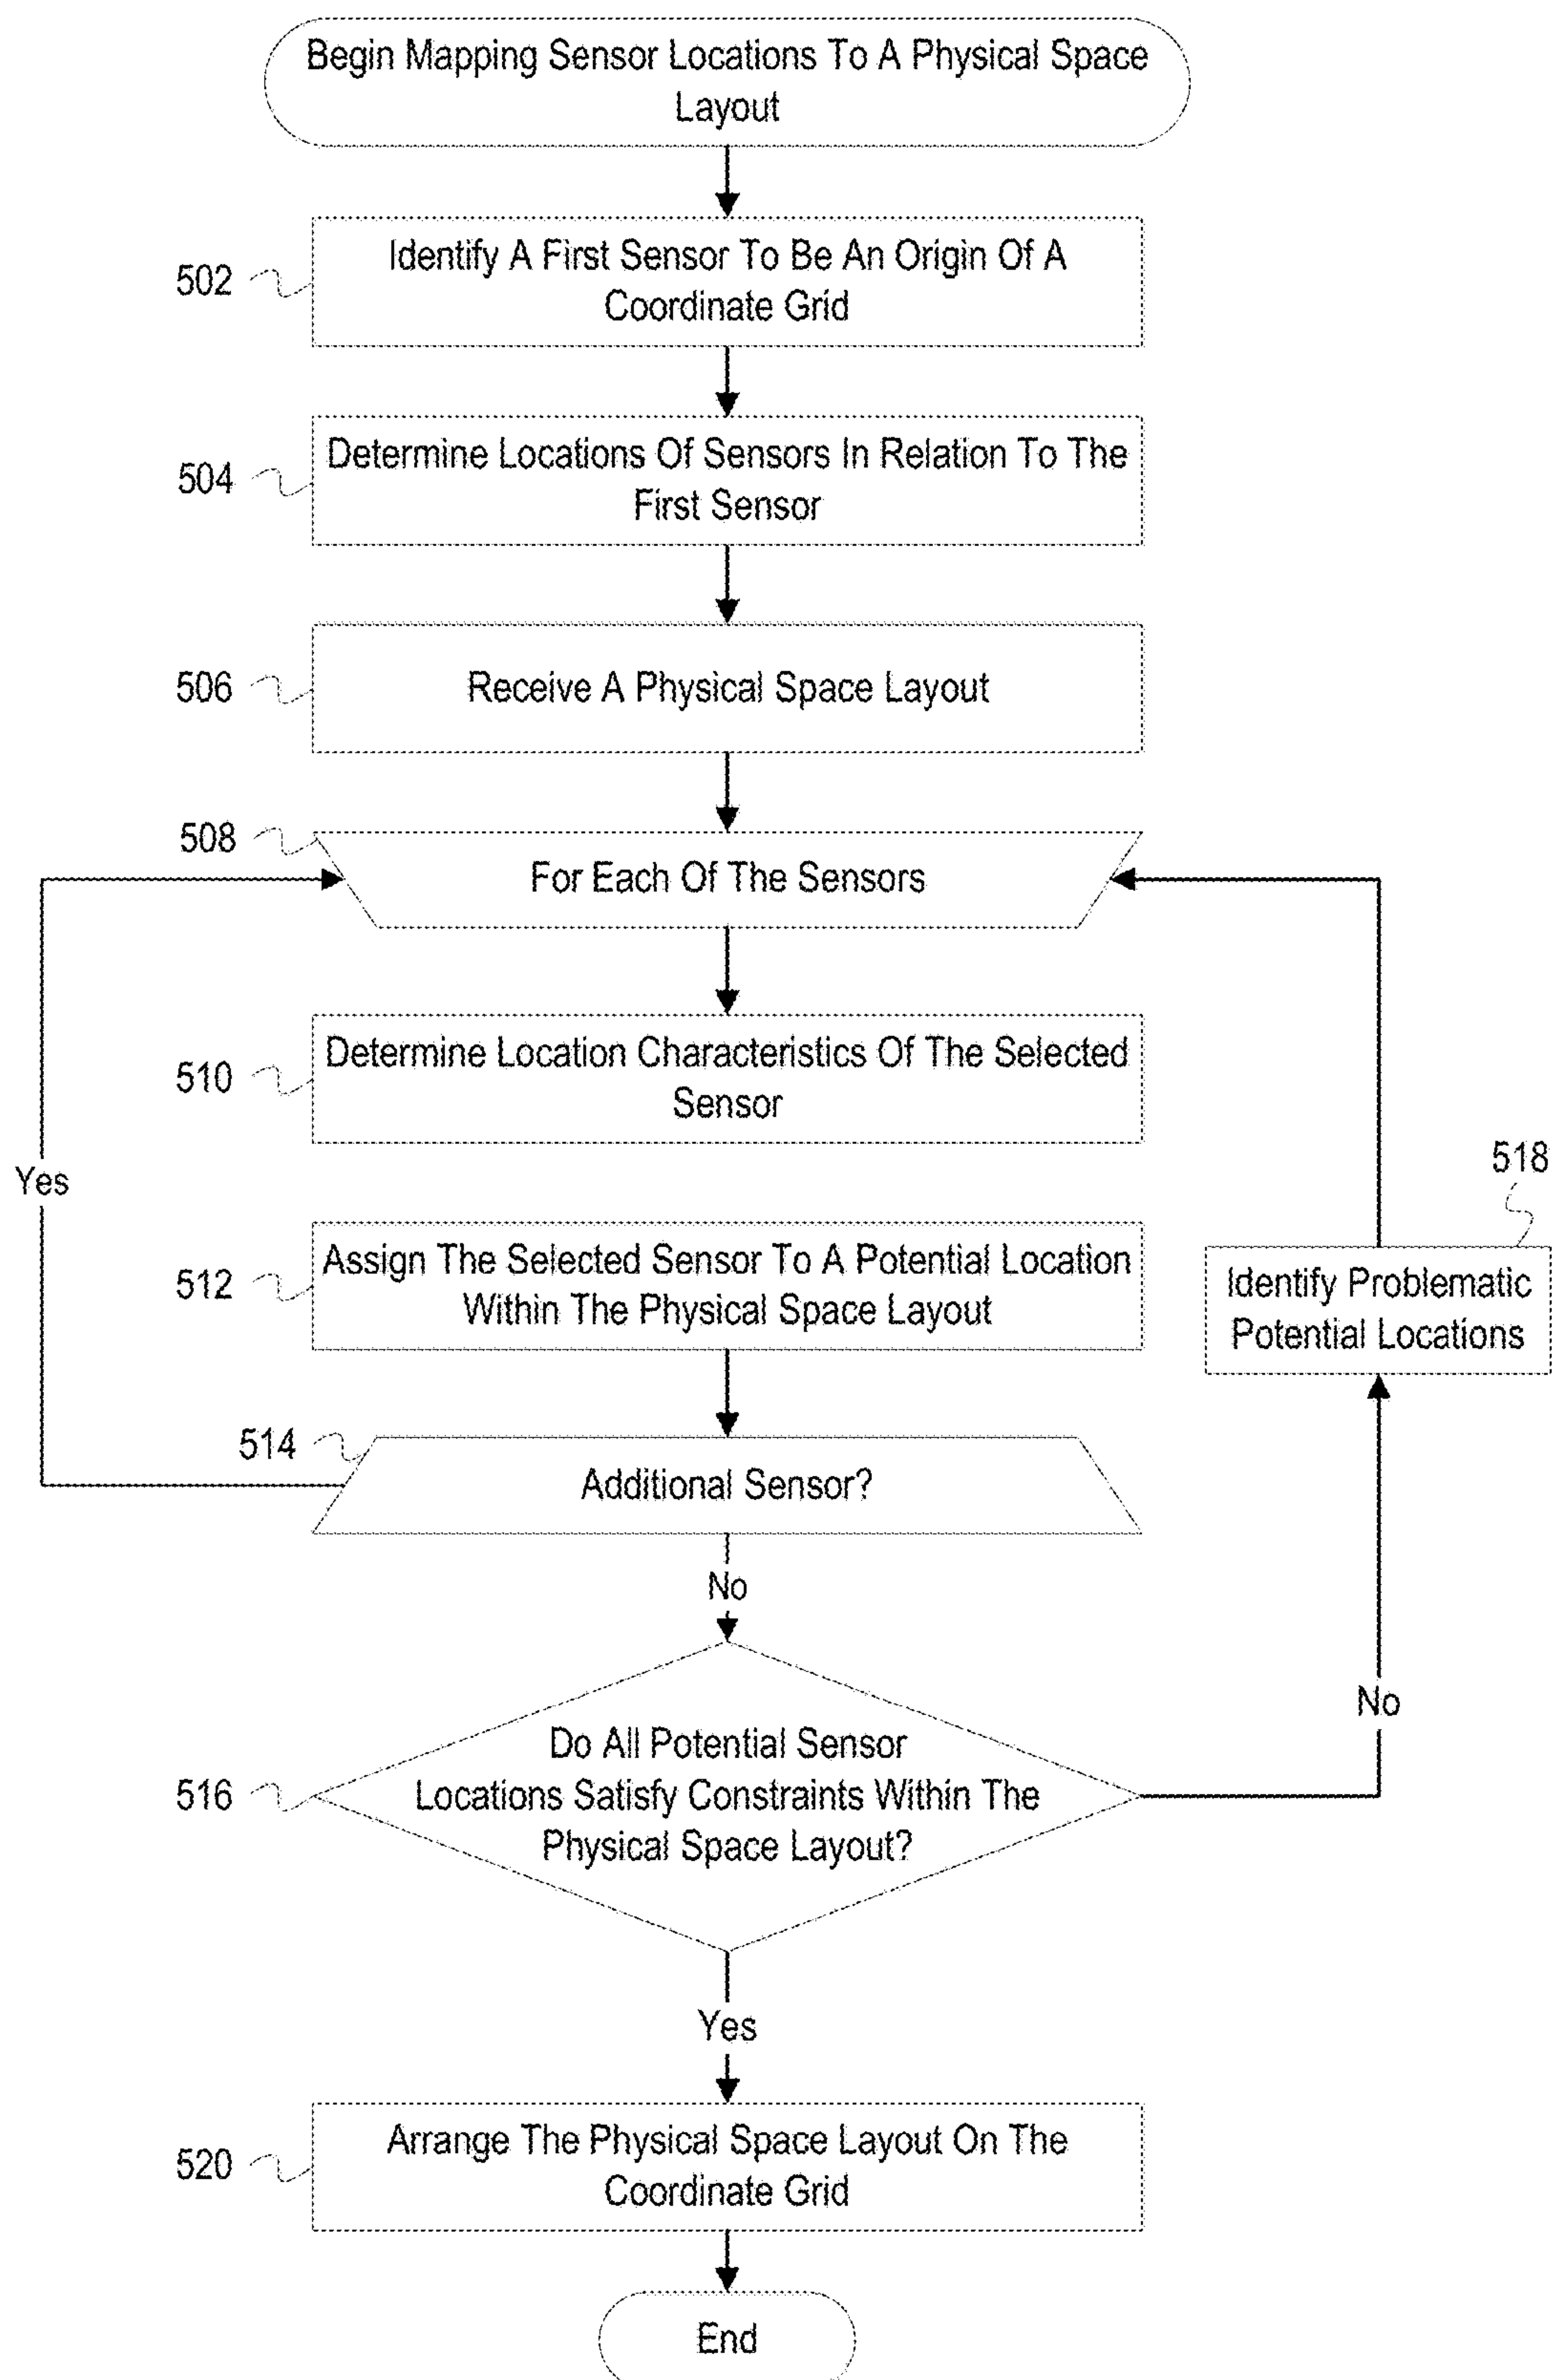 Begin Mapping Sensor Locations To A Physical Space
Layout
502
Identify A First Sensor To Be An Origin Of A
Coordinate Grid
504
Determine Locations Of Sensors In Relation To The
First Sensor
506
Receive A Physical Space Layout
508
For Each Of The Sensors
510
Determine Location Characteristics Of The Selected
Sensor
Yes
518
512
Assign The Selected Sensor To A Potential Location
Within The Physical Space Layout
Identify Problematic
Potential Locations
514
Additional Sensor?
No
No
516
Do All Potential Sensor
Locations Satisfy Constraints Within The
Physical Space Layout?
Yes
520
Arrange The Physical Space Layout On The
Coordinate Grid
End